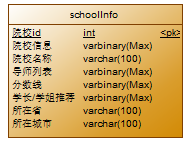 schoolInfo
院校id int <pk>
院校信息 varbinary(Max)
院校名称 varchar(100)
导师列表 varbinary(Max)
分数线 varbinary(Max)
学长/学姐推荐 varbinary(Max)
所在省 varchar(100)
所在城市 varchar(100)